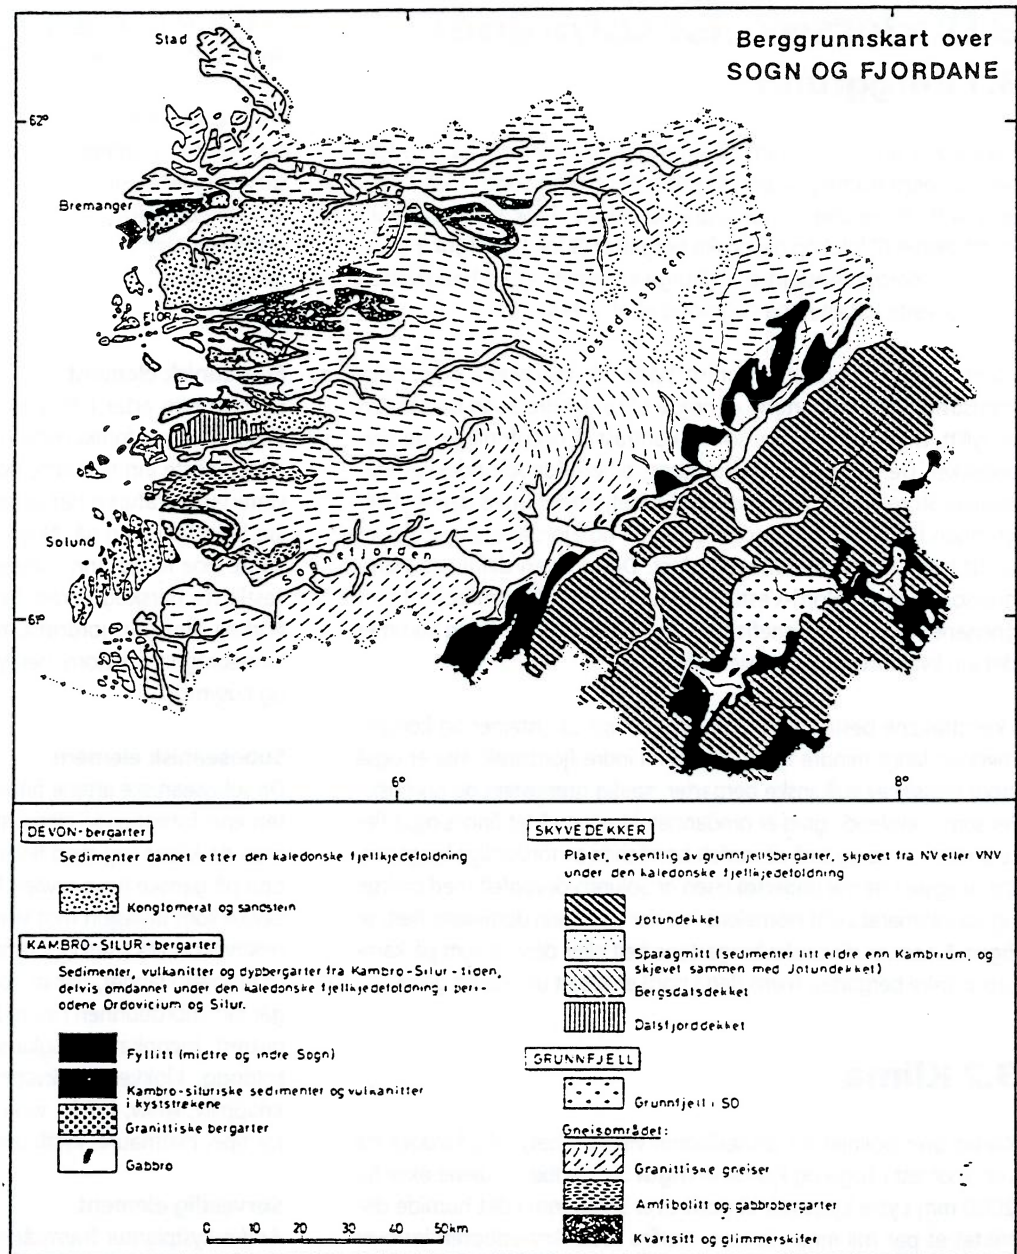 Berggrunnskart over
SOGN OG FJORDANE
Stad
62°
Bremanger
FLORA
Jostedalsbreen
Solund
Sognefjorden
61°
6°
8°
DEVON-bergarter
Sedimenter dannet etter den kaledonske fjellkjedefoldning
Konglomerat og sandstein
KAMBRO-SILUR-bergarter
Sedimenter, vulkanitter og dypbergarter fra Kambro-Silur-tiden,
delvis omdannet under den kaledonske fjellkjedefoldning i peri-
odene Ordovicium og Silur.
Fyllitt (midtre og indre Sogn)
Kambro-siluriske sedimenter og vulkanitter
i kyststrøkene
Granittiske bergarter
Gabbro
0 10 20 30 40 50km
SKYVEDEKKER
Plater, vesentlig av grunnfjellsbergarter, skjøvet fra NV eller VNV
under den kaledonske fjellkjedefoldning
Jotundekket
Sparagmitt (sedimenter litt eldre enn Kambrium, og
skjøvet sammen med Jotundekket)
Bergsdalsdekket
Dalsfjorddekket
GRUNNFJELL
Grunnfjell i SØ
Gneisområdet:
Granittiske gneiser
Amfibolitt og gabbrobergarter
Kvartsitt og glimmerskifer